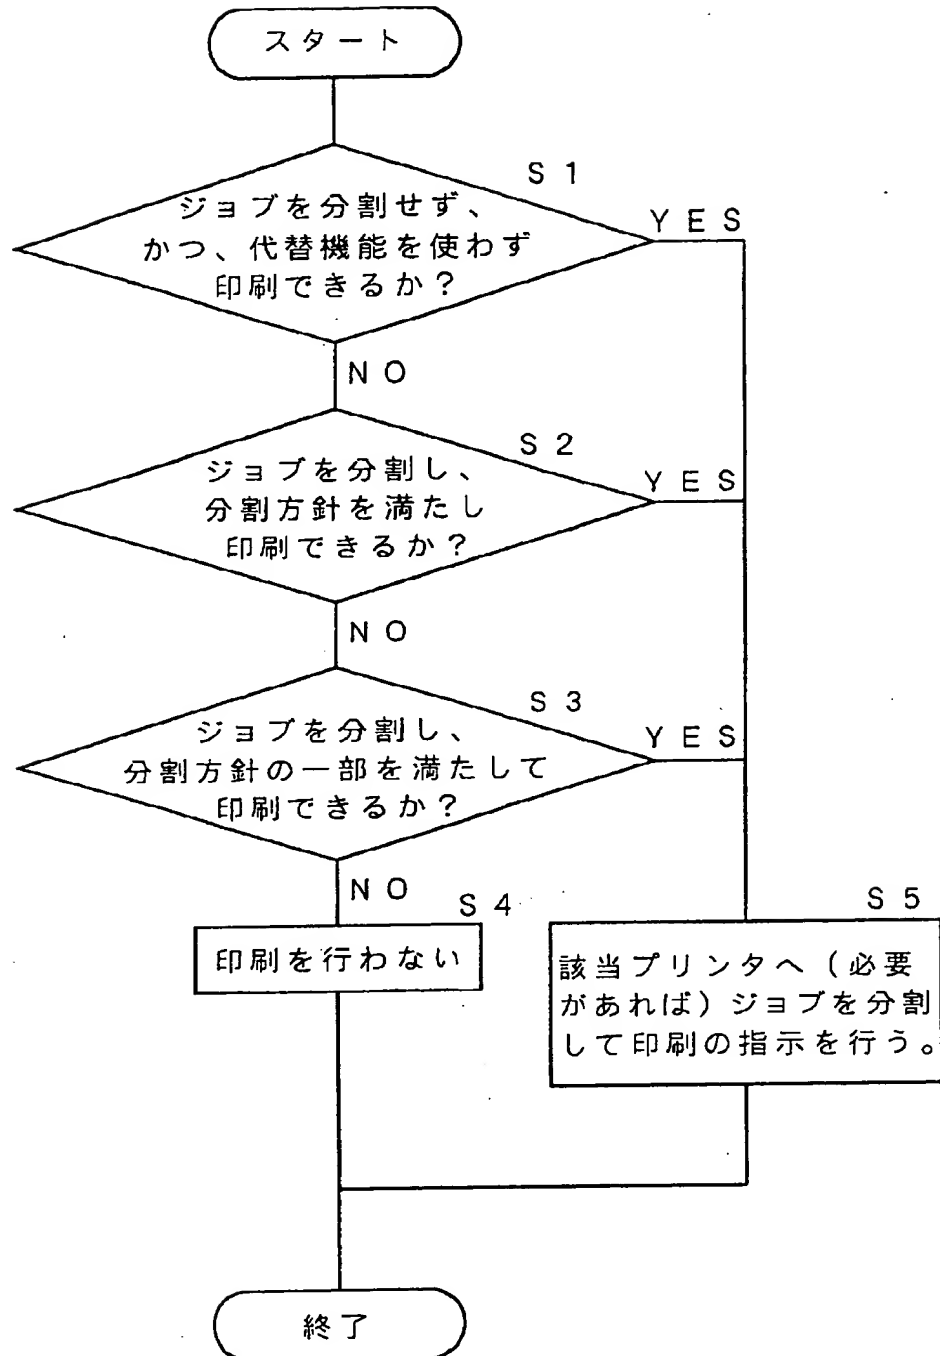 スタート
S1
ジョブを分割せず、
かつ、代替機能を使わず
印刷できるか？
YES
NO
S2
ジョブを分割し、
分割方針を満たし
印刷できるか？
YES
NO
S3
ジョブを分割し、
分割方針の一部を満たして
印刷できるか？
YES
NO
S4
印刷を行わない
S5
該当プリンタへ（必要
があれば）ジョブを分割
して印刷の指示を行う。
終了